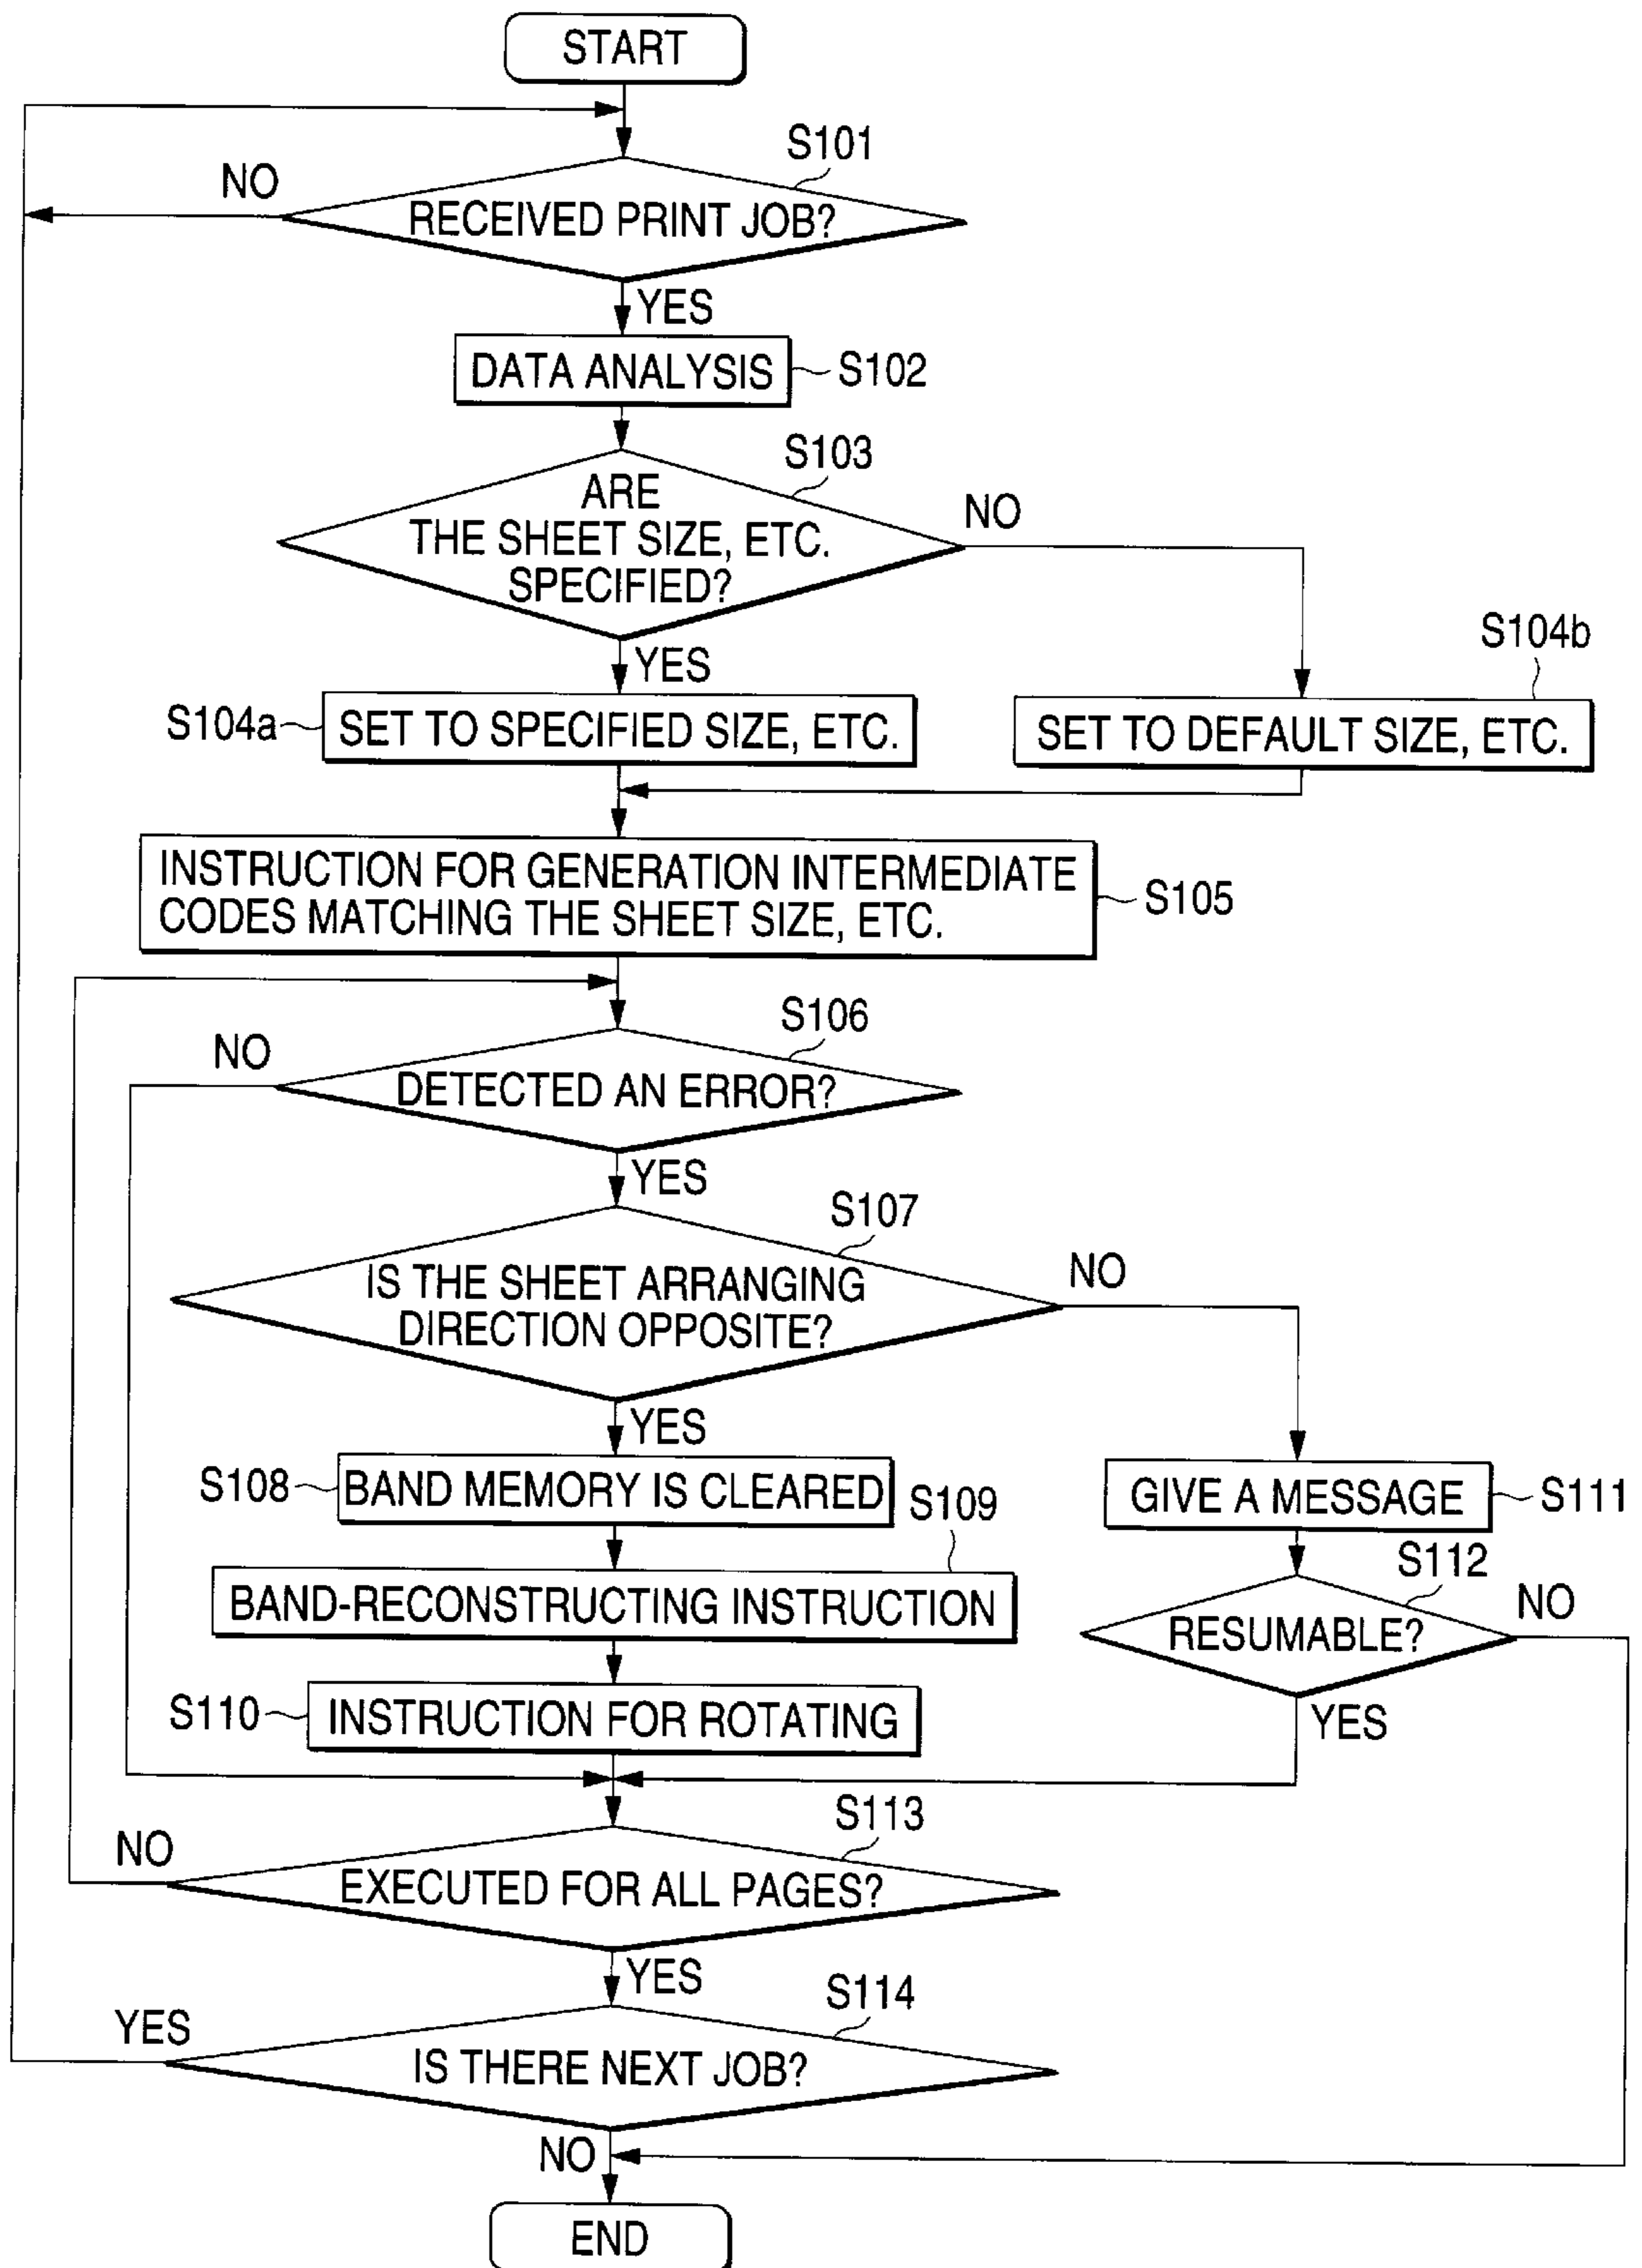 START
S101
NO
RECEIVED PRINT JOB?
YES
DATA ANALYSIS
S102
S103
ARE
THE SHEET SIZE, ETC.
SPECIFIED?
NO
YES
S104b
S104a
SET TO SPECIFIED SIZE, ETC.
SET TO DEFAULT SIZE, ETC.
INSTRUCTION FOR GENERATION INTERMEDIATE
CODES MATCHING THE SHEET SIZE, ETC.
S105
S106
NO
DETECTED AN ERROR?
YES
S107
IS THE SHEET ARRANGING
DIRECTION OPPOSITE?
NO
YES
S108
BAND MEMORY IS CLEARED
S109
GIVE A MESSAGE
S111
BAND-RECONSTRUCTING INSTRUCTION
S112
RESUMABLE?
NO
YES
S110
INSTRUCTION FOR ROTATING
S113
NO
EXECUTED FOR ALL PAGES?
YES
S114
YES
IS THERE NEXT JOB?
NO
END